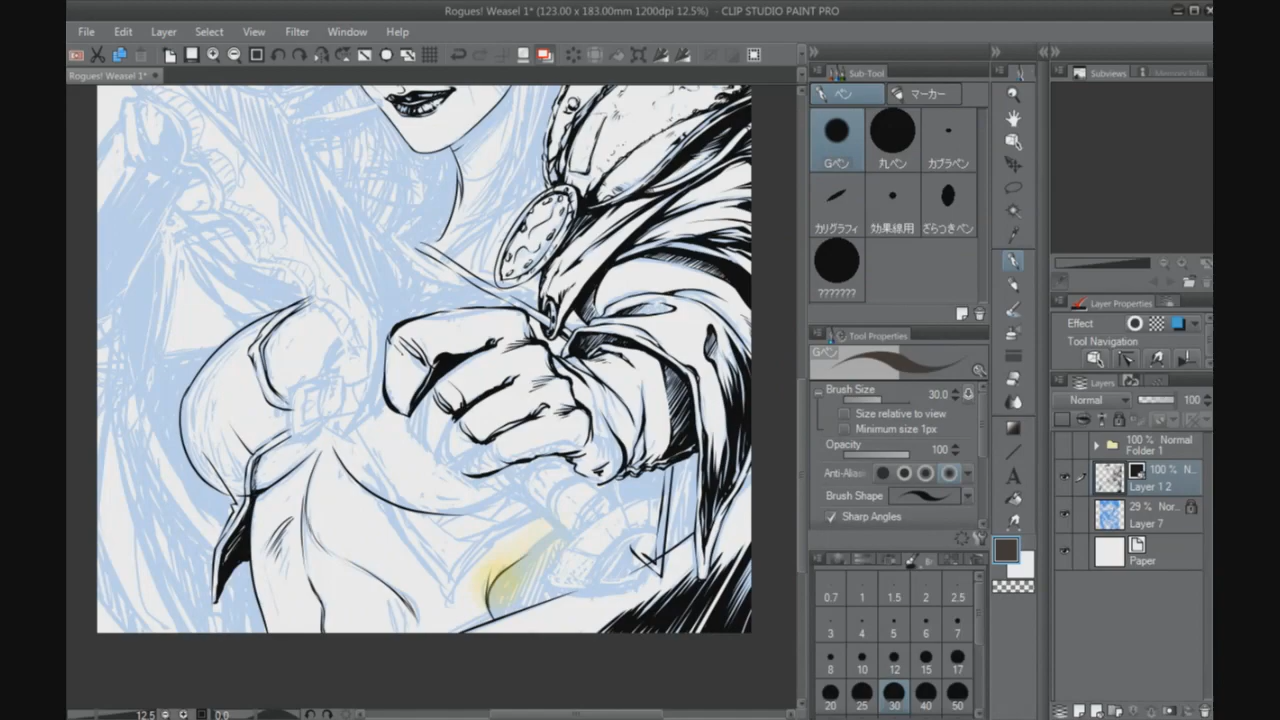 Rogues! Weasel 1* (123.00 x 183.00mm 1200dpi 12.5%) - CLIP STUDIO PAINT PRO
File Edit Layer Select View Filter Window Help
Rogues! Weasel 1*
Sub-Tool
ペン
マーカー
Gペン 丸ペン カブラペン
カリグラフィ 効果線用 ざらつきペン
???????
Tool Properties
Gペン
Brush Size 30.0
Size relative to view
Minimum size 1px
Opacity 100
Anti-Alias
Brush Shape
Sharp Angles
0.7 1 1.5 2 2.5
3 4 5 6 7
8 10 12 15 17
20 25 30 40 50
Subviews
Layer Properties
Effect
Tool Navigation
Layers
Normal 100
100 % Normal
Folder 1
100 % N...
Layer 1 2
29 % Nor...
Layer 7
Paper
12.5 0.0